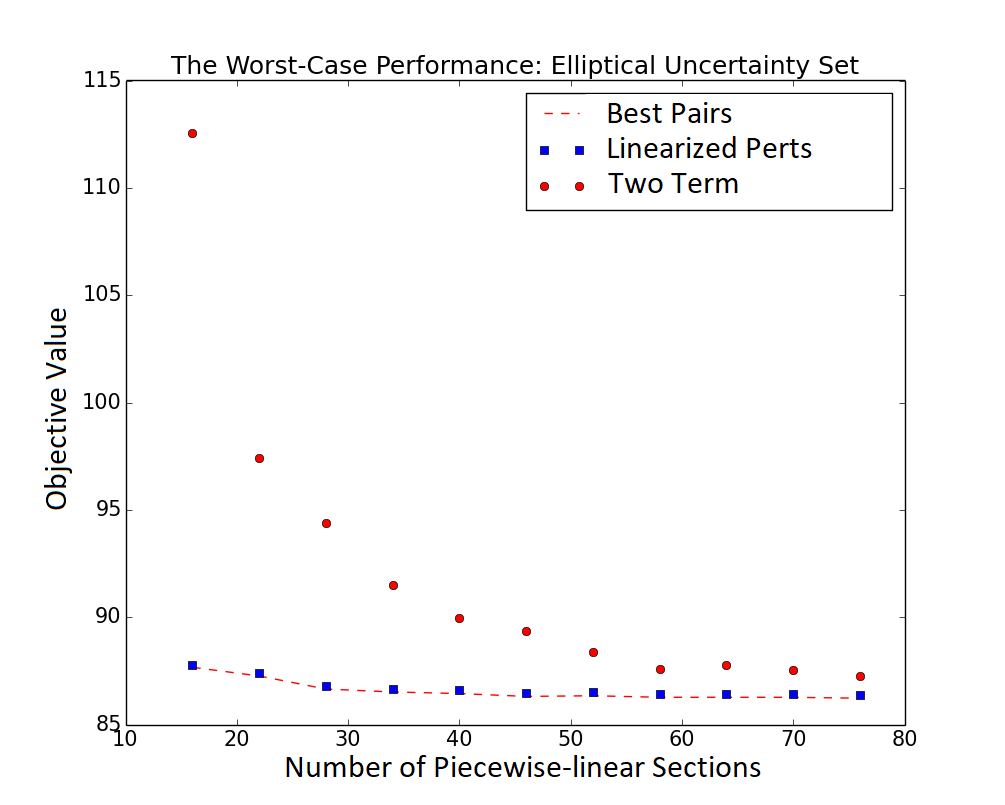 The Worst-Case Performance: Elliptical Uncertainty Set
115
110
105
100
95
90
85
Objective Value
Best Pairs
Linearized Perts
Two Term
10 20 30 40 50 60 70 80
Number of Piecewise-linear Sections